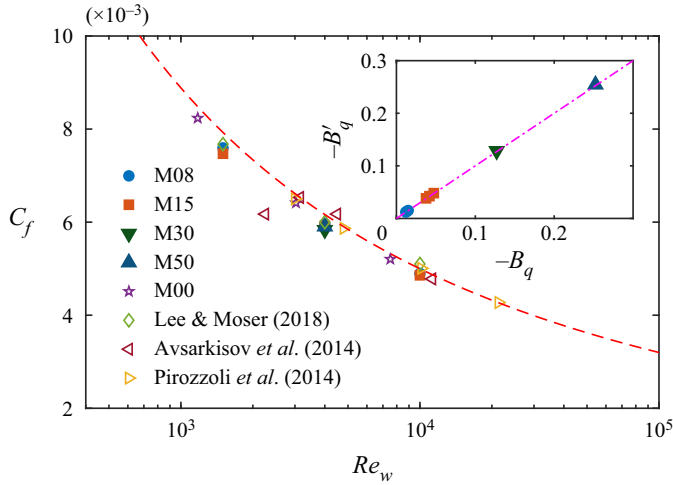 (×10⁻³)
10
8
6
4
2
C_f
10³
10⁴
10⁵
Re_w
M08
M15
M30
M50
M00
Lee & Moser (2018)
Avsarkisov et al. (2014)
Pirozzoli et al. (2014)
0.3
0.2
0.1
−B′_q
0
0.1
0.2
−B_q